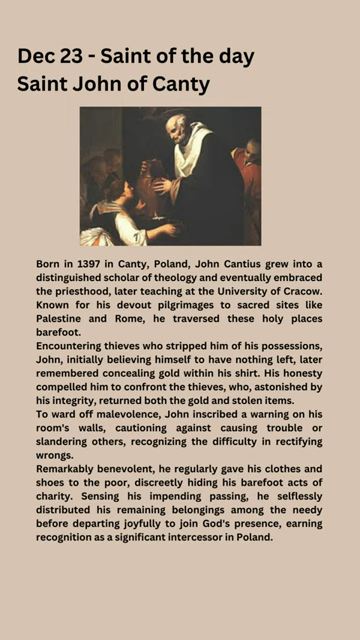 Dec 23 - Saint of the day
Saint John of Canty
Born in 1397 in Canty, Poland, John Cantius grew into a
distinguished scholar of theology and eventually embraced
the priesthood, later teaching at the University of Cracow.
Known for his devout pilgrimages to sacred sites like
Palestine and Rome, he traversed these holy places
barefoot.
Encountering thieves who stripped him of his possessions,
John, initially believing himself to have nothing left, later
remembered concealing gold within his shirt. His honesty
compelled him to confront the thieves, who, astonished by
his integrity, returned both the gold and stolen items.
To ward off malevolence, John inscribed a warning on his
room's walls, cautioning against causing trouble or
slandering others, recognizing the difficulty in rectifying
wrongs.
Remarkably benevolent, he regularly gave his clothes and
shoes to the poor, discreetly hiding his barefoot acts of
charity. Sensing his impending passing, he selflessly
distributed his remaining belongings among the needy
before departing joyfully to join God's presence, earning
recognition as a significant intercessor in Poland.